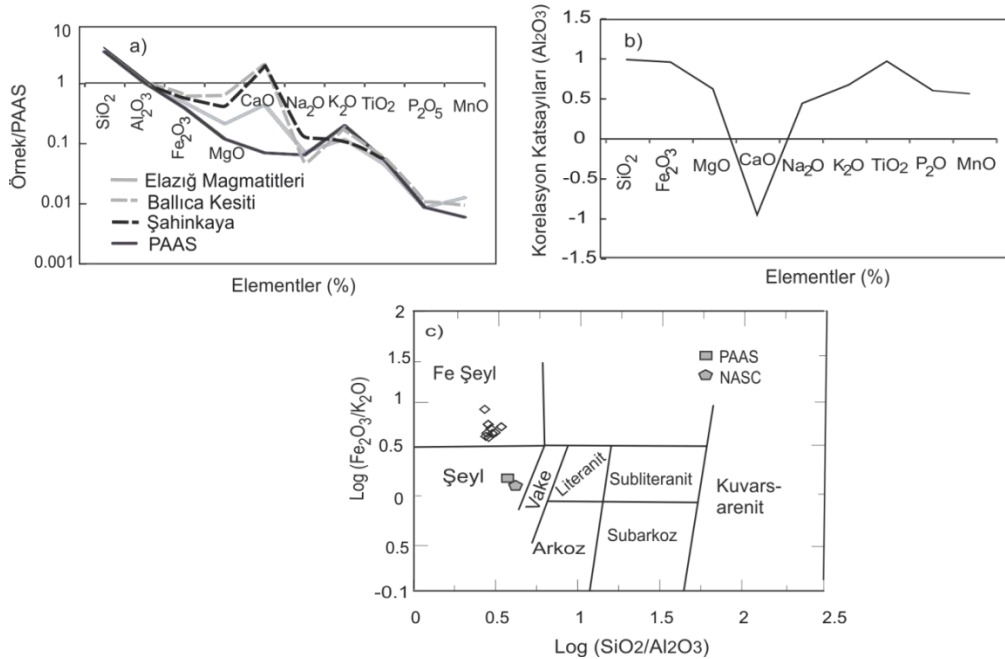 a)
Örnek/PAAS
10
1
0.1
0.01
0.001
SiO2
Al2O3
Fe2O3
MgO
CaO
Na2O
K2O
TiO2
P2O5
MnO
Elazığ Magmatitleri
Ballıca Kesiti
Şahinkaya
PAAS
Elementler (%)
b)
Korelasyon Katsayıları (Al2O3)
1.5
1
0.5
0
-0.5
-1
-1.5
SiO2
Fe2O3
MgO
CaO
Na2O
K2O
TiO2
P2O
MnO
Elementler (%)
c)
Log (Fe2O3/K2O)
2
1.5
1
0.5
0
0.5
-0.1
Fe Şeyl
PAAS
NASC
Şeyl
Vake
Literanit
Subliteranit
Kuvars-
arenit
Arkoz
Subarkoz
0
0.5
1.0
1.5
2
2.5
Log (SiO2/Al2O3)